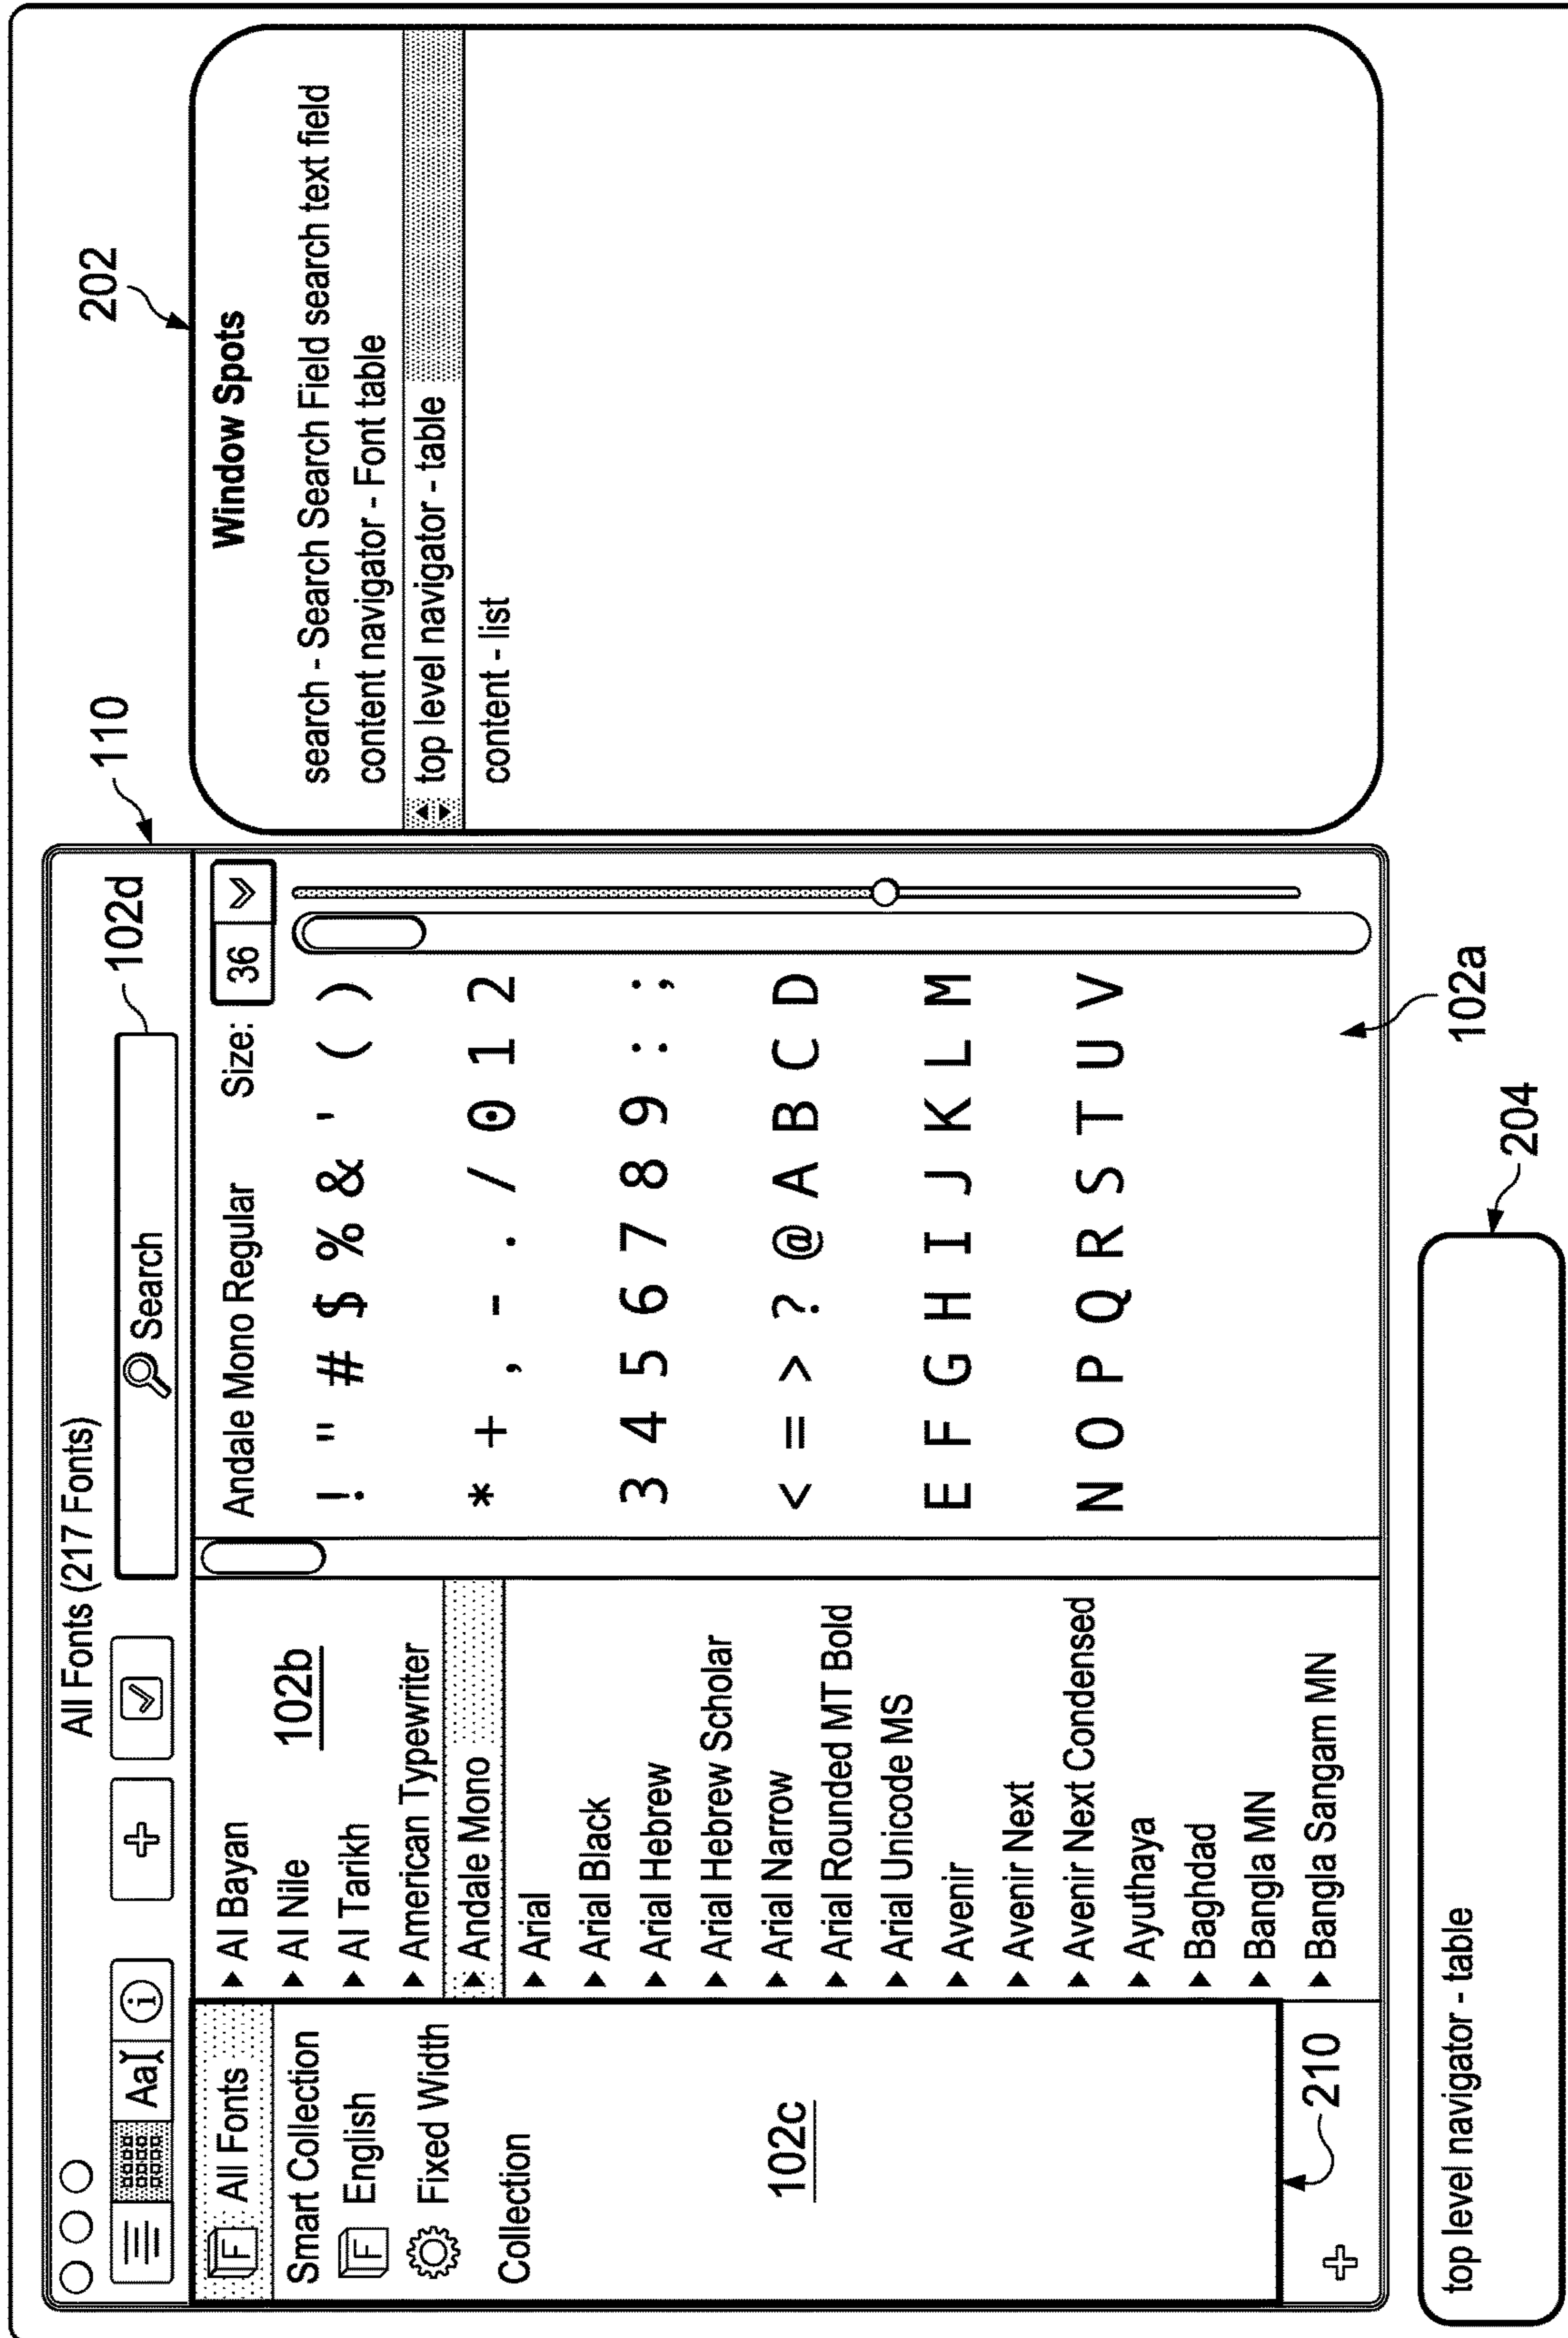 202
110
All Fonts (217 Fonts)
Aa
i
Search
102d
F All Fonts
Smart Collection
F English
Fixed Width
Collection
102c
210
Al Bayan
Al Nile
102b
Al Tarikh
American Typewriter
Andale Mono
Arial
Arial Black
Arial Hebrew
Arial Hebrew Scholar
Arial Narrow
Arial Rounded MT Bold
Arial Unicode MS
Avenir
Avenir Next
Avenir Next Condensed
Ayuthaya
Baghdad
Bangla MN
Bangla Sangam MN
Andale Mono Regular Size: 36
! " # $ % & ' ( )
* + , - . / 0 1 2
3 4 5 6 7 8 9 : ;
< = > ? @ A B C D
E F G H I J K L M
N O P Q R S T U V
102a
Window Spots
search - Search Search Field search text field
content navigator - Font table
top level navigator - table
content - list
top level navigator - table
204